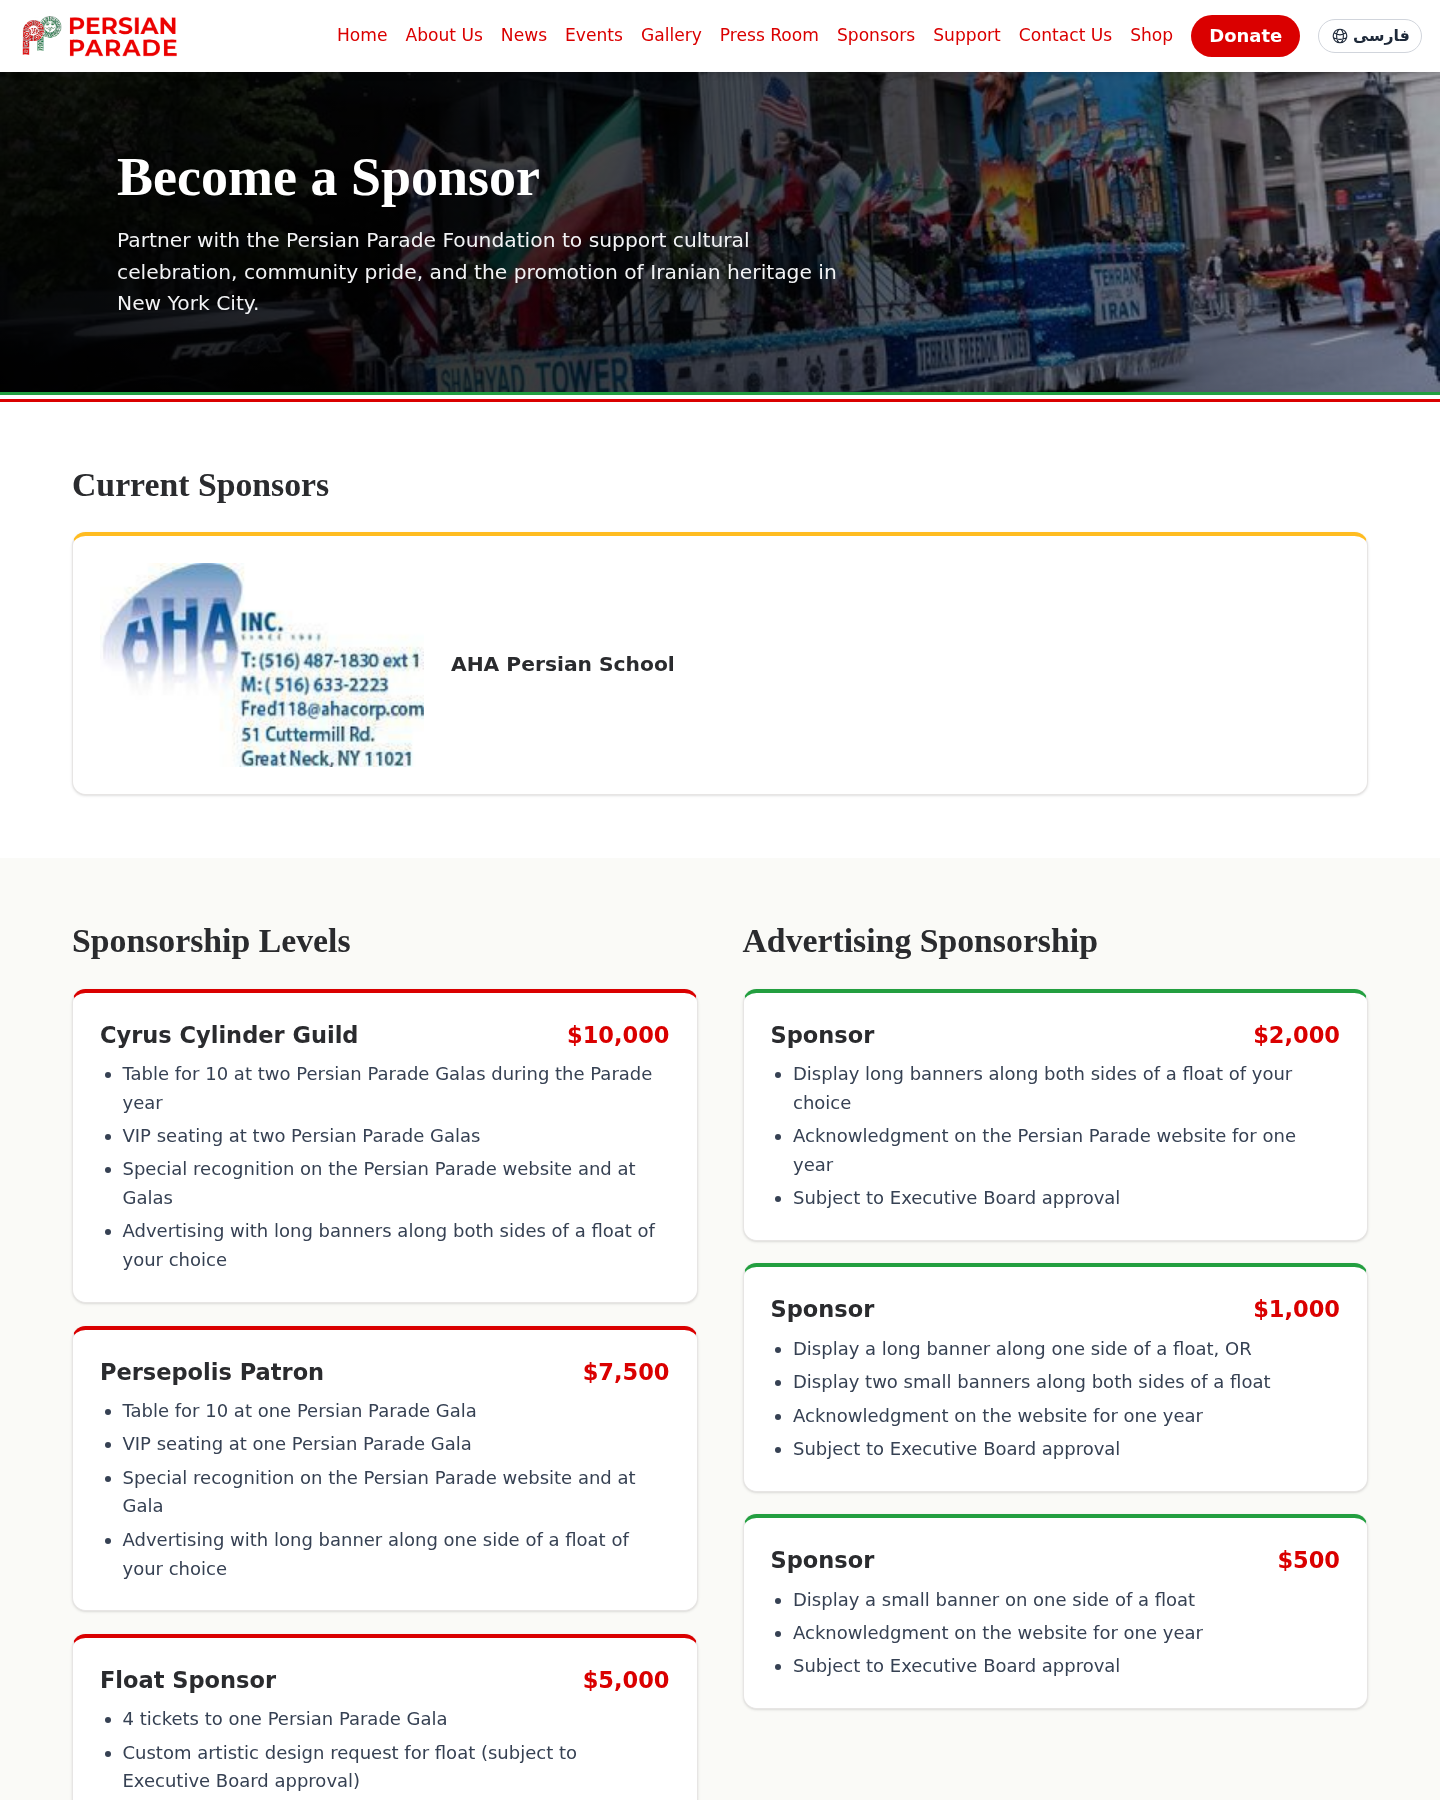 PERSIAN
PARADE
Home
About Us
News
Events
Gallery
Press Room
Sponsors
Support
Contact Us
Shop
Donate
فارسی
Become a Sponsor
Partner with the Persian Parade Foundation to support cultural
celebration, community pride, and the promotion of Iranian heritage in
New York City.
PRO4X
SHAHYAD TOWER
TEHRAN FREEDOM TOWER
TEHRAN
IRAN
Current Sponsors
AHA INC.
SINCE 1982
T: (516) 487-1830 ext 1
M: ( 516) 633-2223
Fred118@ahacorp.com
51 Cuttermill Rd.
Great Neck, NY 11021
AHA Persian School
Sponsorship Levels
Cyrus Cylinder Guild
$10,000
Table for 10 at two Persian Parade Galas during the Parade
year
VIP seating at two Persian Parade Galas
Special recognition on the Persian Parade website and at
Galas
Advertising with long banners along both sides of a float of
your choice
Persepolis Patron
$7,500
Table for 10 at one Persian Parade Gala
VIP seating at one Persian Parade Gala
Special recognition on the Persian Parade website and at
Gala
Advertising with long banner along one side of a float of
your choice
Float Sponsor
$5,000
4 tickets to one Persian Parade Gala
Custom artistic design request for float (subject to
Executive Board approval)
Advertising Sponsorship
Sponsor
$2,000
Display long banners along both sides of a float of your
choice
Acknowledgment on the Persian Parade website for one
year
Subject to Executive Board approval
Sponsor
$1,000
Display a long banner along one side of a float, OR
Display two small banners along both sides of a float
Acknowledgment on the website for one year
Subject to Executive Board approval
Sponsor
$500
Display a small banner on one side of a float
Acknowledgment on the website for one year
Subject to Executive Board approval